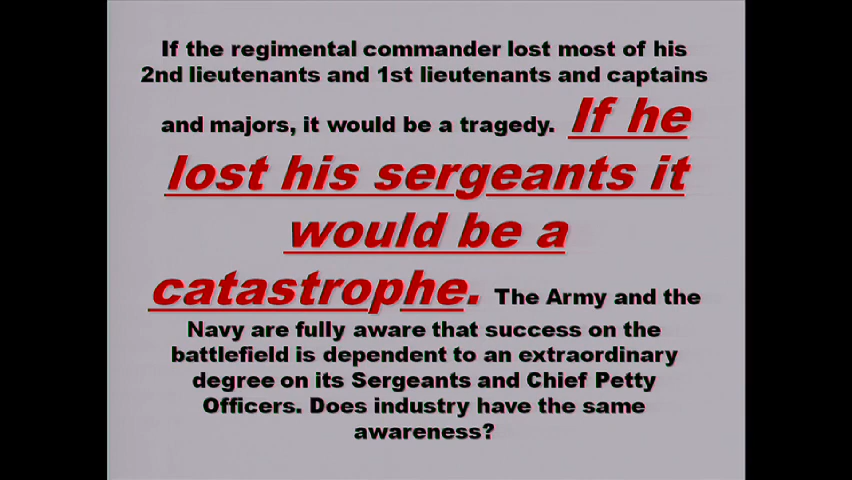 If the regimental commander lost most of his
2nd lieutenants and 1st lieutenants and captains
and majors, it would be a tragedy. If he
lost his sergeants it
would be a
catastrophe. The Army and the
Navy are fully aware that success on the
battlefield is dependent to an extraordinary
degree on its Sergeants and Chief Petty
Officers. Does industry have the same
awareness?